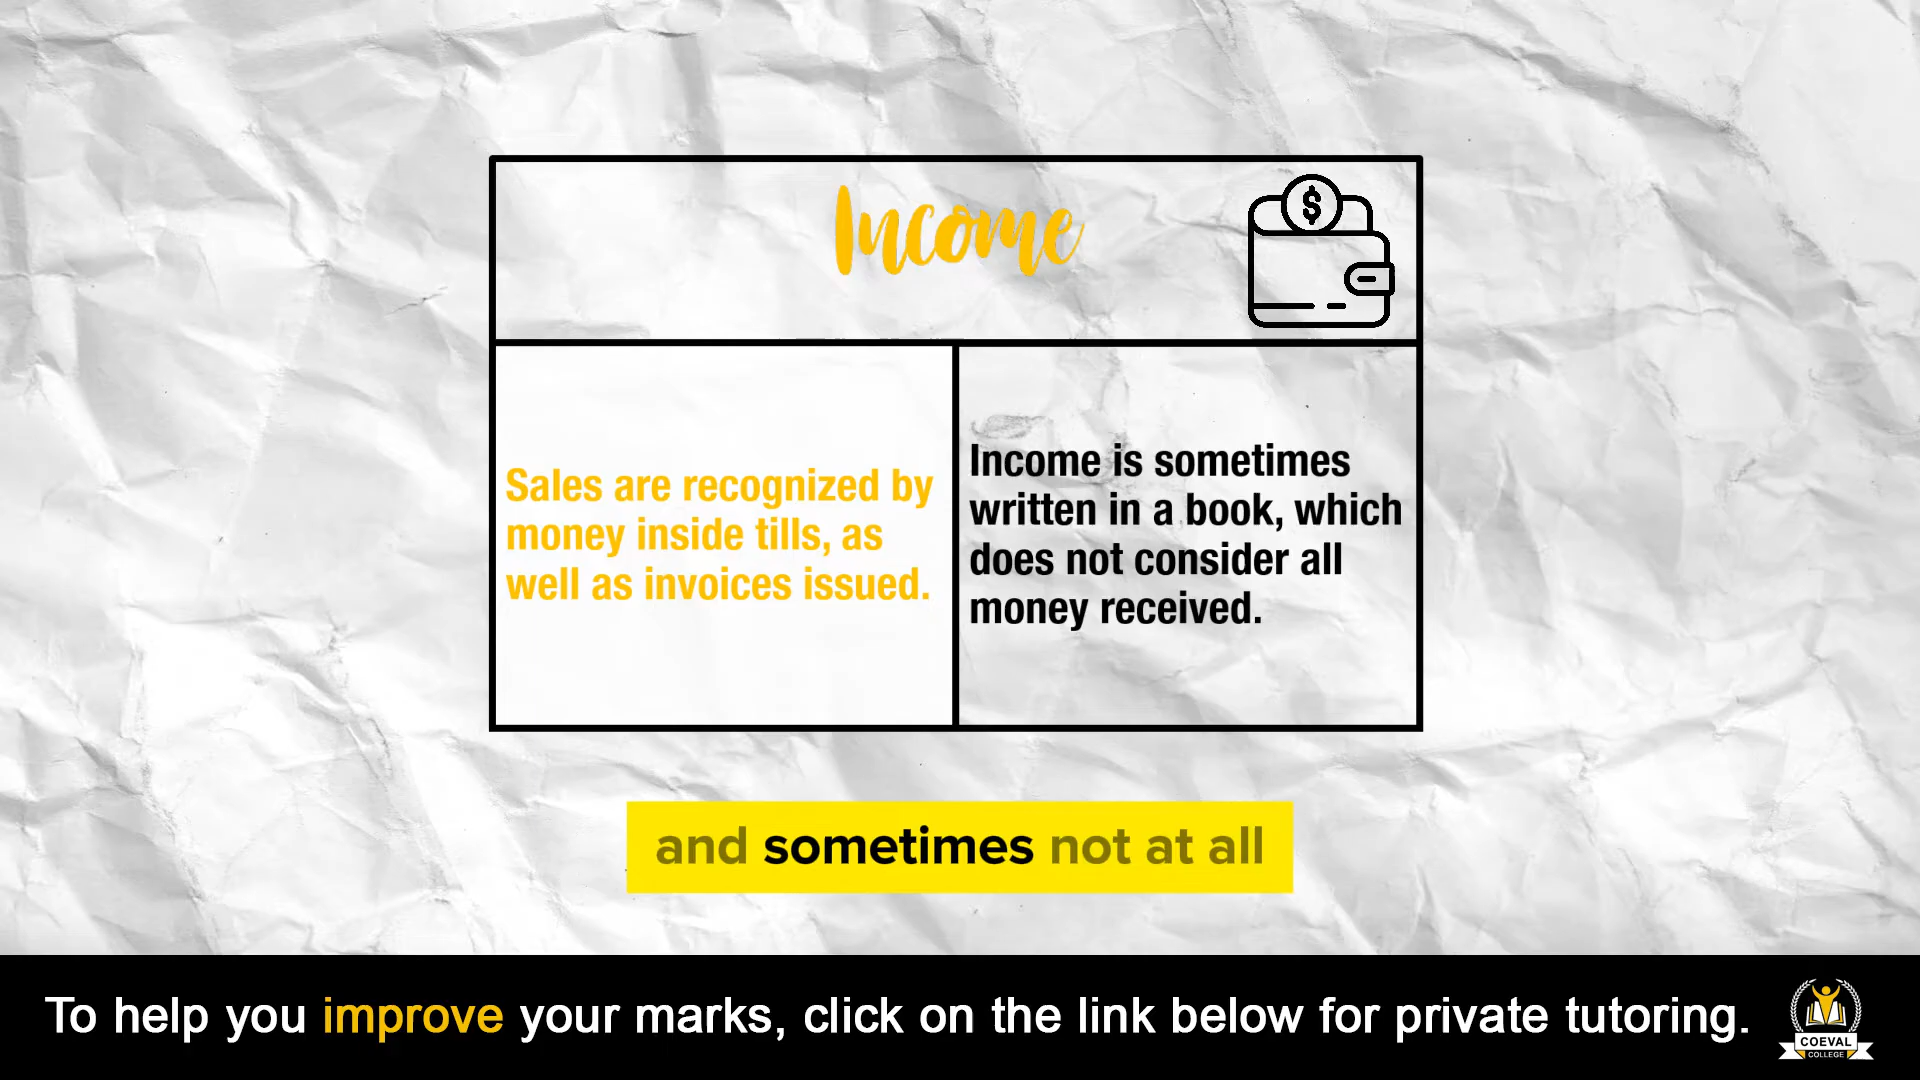 Income
$
Sales are recognized by
money inside tills, as
well as invoices issued.
Income is sometimes
written in a book, which
does not consider all
money received.
and sometimes not at all
To help you improve your marks, click on the link below for private tutoring.
COEVAL
COLLEGE